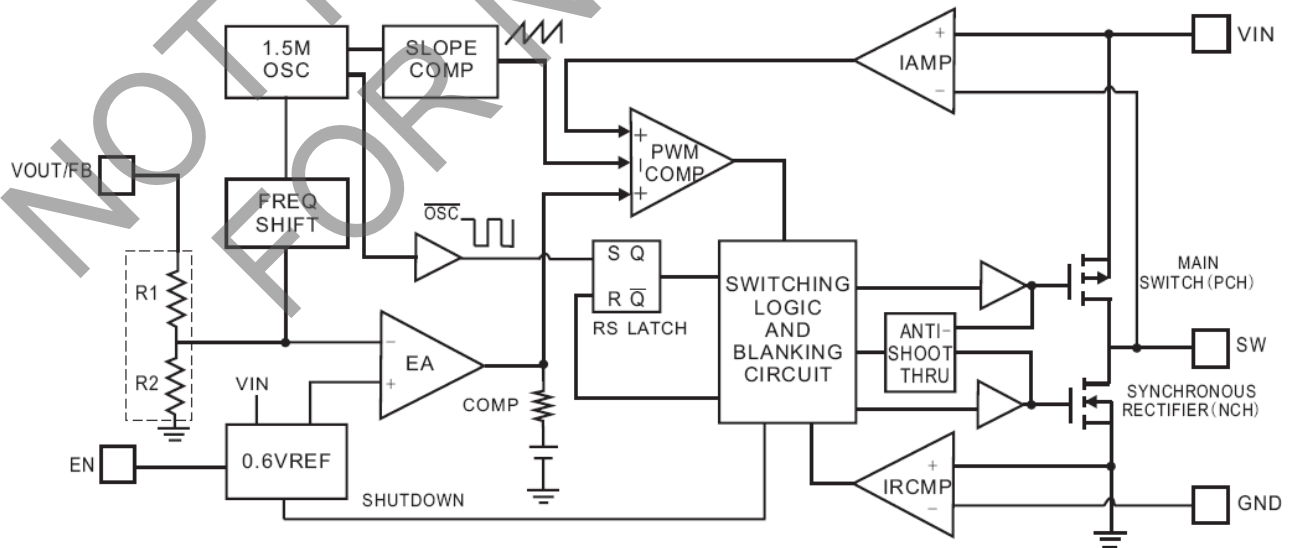 NOT
FOR N
1.5M
OSC
SLOPE
COMP
+
IAMP
−
VIN
VOUT/FB
FREQ
SHIFT
+
PWM
COMP
+
OSC
S Q
R Q
RS LATCH
SWITCHING
LOGIC
AND
BLANKING
CIRCUIT
ANTI-
SHOOT
THRU
MAIN
SWITCH(PCH)
SW
SYNCHRONOUS
RECTIFIER(NCH)
R1
R2
−
EA
+
COMP
VIN
EN
0.6VREF
SHUTDOWN
+
IRCMP
−
GND